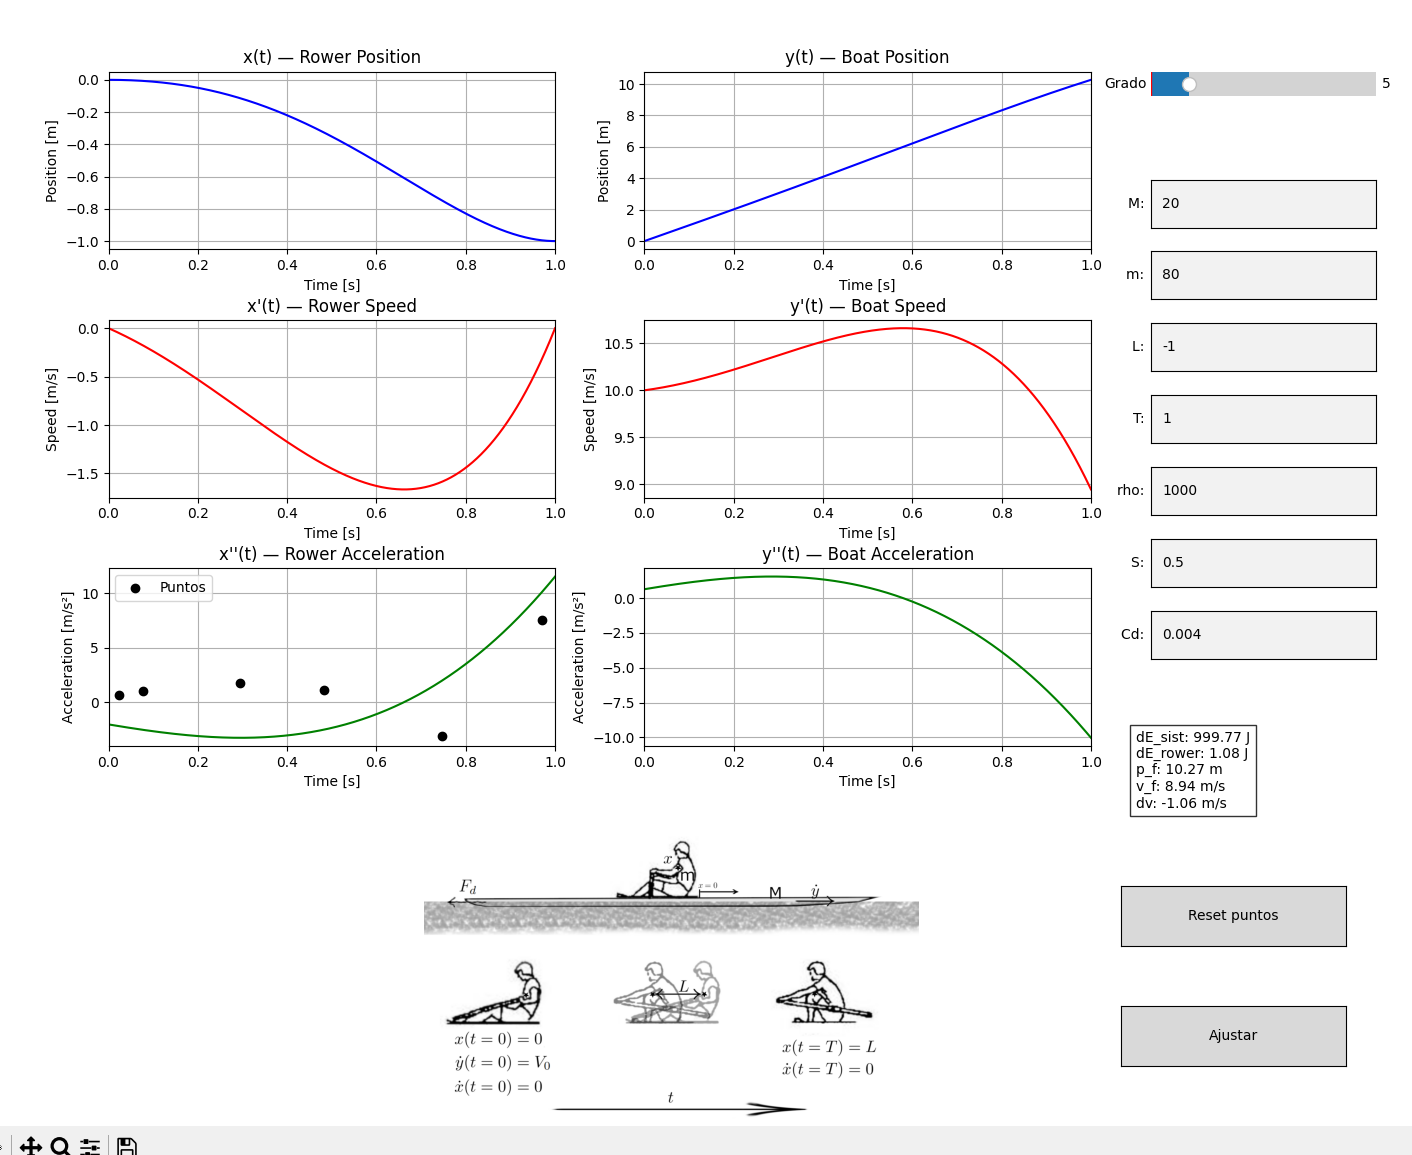 x(t) — Rower Position
Position [m]
0.0
−0.2
−0.4
−0.6
−0.8
−1.0
0.0 0.2 0.4 0.6 0.8 1.0
Time [s]
y(t) — Boat Position
Position [m]
10
8
6
4
2
0
0.0 0.2 0.4 0.6 0.8 1.0
Time [s]
x'(t) — Rower Speed
Speed [m/s]
0.0
−0.5
−1.0
−1.5
0.0 0.2 0.4 0.6 0.8 1.0
Time [s]
y'(t) — Boat Speed
Speed [m/s]
10.5
10.0
9.5
9.0
0.0 0.2 0.4 0.6 0.8 1.0
Time [s]
x''(t) — Rower Acceleration
Puntos
Acceleration [m/s²]
10
5
0
0.0 0.2 0.4 0.6 0.8 1.0
Time [s]
y''(t) — Boat Acceleration
Acceleration [m/s²]
0.0
−2.5
−5.0
−7.5
−10.0
0.0 0.2 0.4 0.6 0.8 1.0
Time [s]
Grado 5
M: 20
m: 80
L: -1
T: 1
rho: 1000
S: 0.5
Cd: 0.004
dE_sist: 999.77 J
dE_rower: 1.08 J
p_f: 10.27 m
v_f: 8.94 m/s
dv: -1.06 m/s
Reset puntos
Ajustar
x
m
x = 0
F_d
M
ẏ
L
x(t = 0) = 0
ẏ(t = 0) = V₀
ẋ(t = 0) = 0
x(t = T) = L
ẋ(t = T) = 0
t